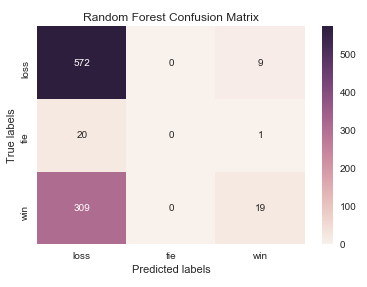 Random Forest Confusion Matrix
loss 572 0 9 500
tie 20 0 1 400
win 309 0 19 300
200
100
0
True labels
loss tie win
Predicted labels